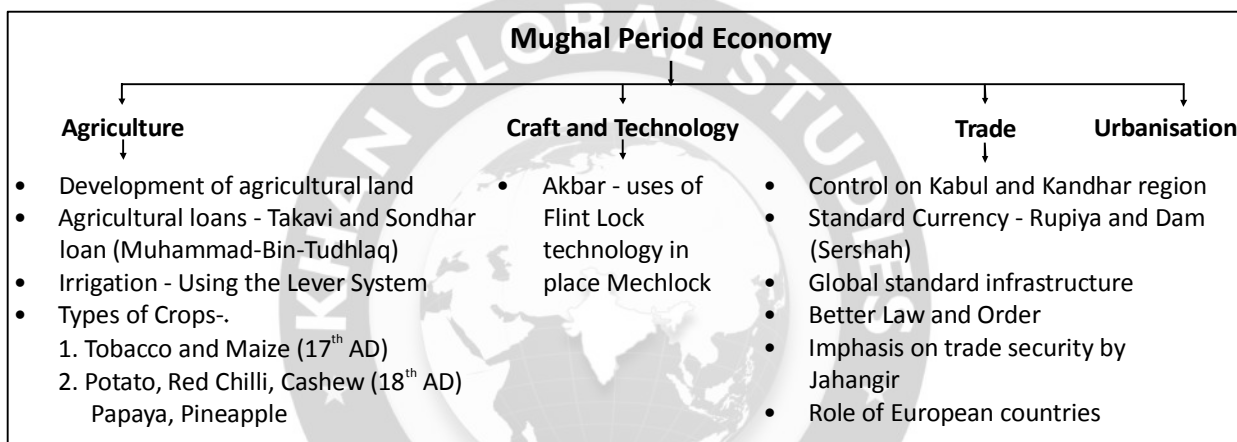 Mughal Period Economy
Agriculture
• Development of agricultural land
• Agricultural loans - Takavi and Sondhar
loan (Muhammad-Bin-Tudhlaq)
• Irrigation - Using the Lever System
• Types of Crops-.
1. Tobacco and Maize (17th AD)
2. Potato, Red Chilli, Cashew (18th AD)
Papaya, Pineapple
Craft and Technology
• Akbar - uses of
Flint Lock
technology in
place Mechlock
Trade
• Control on Kabul and Kandhar region
• Standard Currency - Rupiya and Dam
(Sershah)
• Global standard infrastructure
• Better Law and Order
• Imphasis on trade security by
Jahangir
• Role of European countries
Urbanisation
KHAN GLOBAL STUDIES